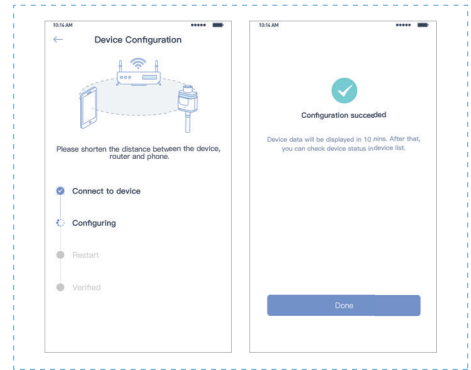 10:14 AM
Device Configuration
Please shorten the distance between the device,
router and phone.
Connect to device
Configuring
Restart
Verified
10:14 AM
Configuration succeeded
Device data will be displayed in 10 mins. After that,
you can check device status in device list.
Done